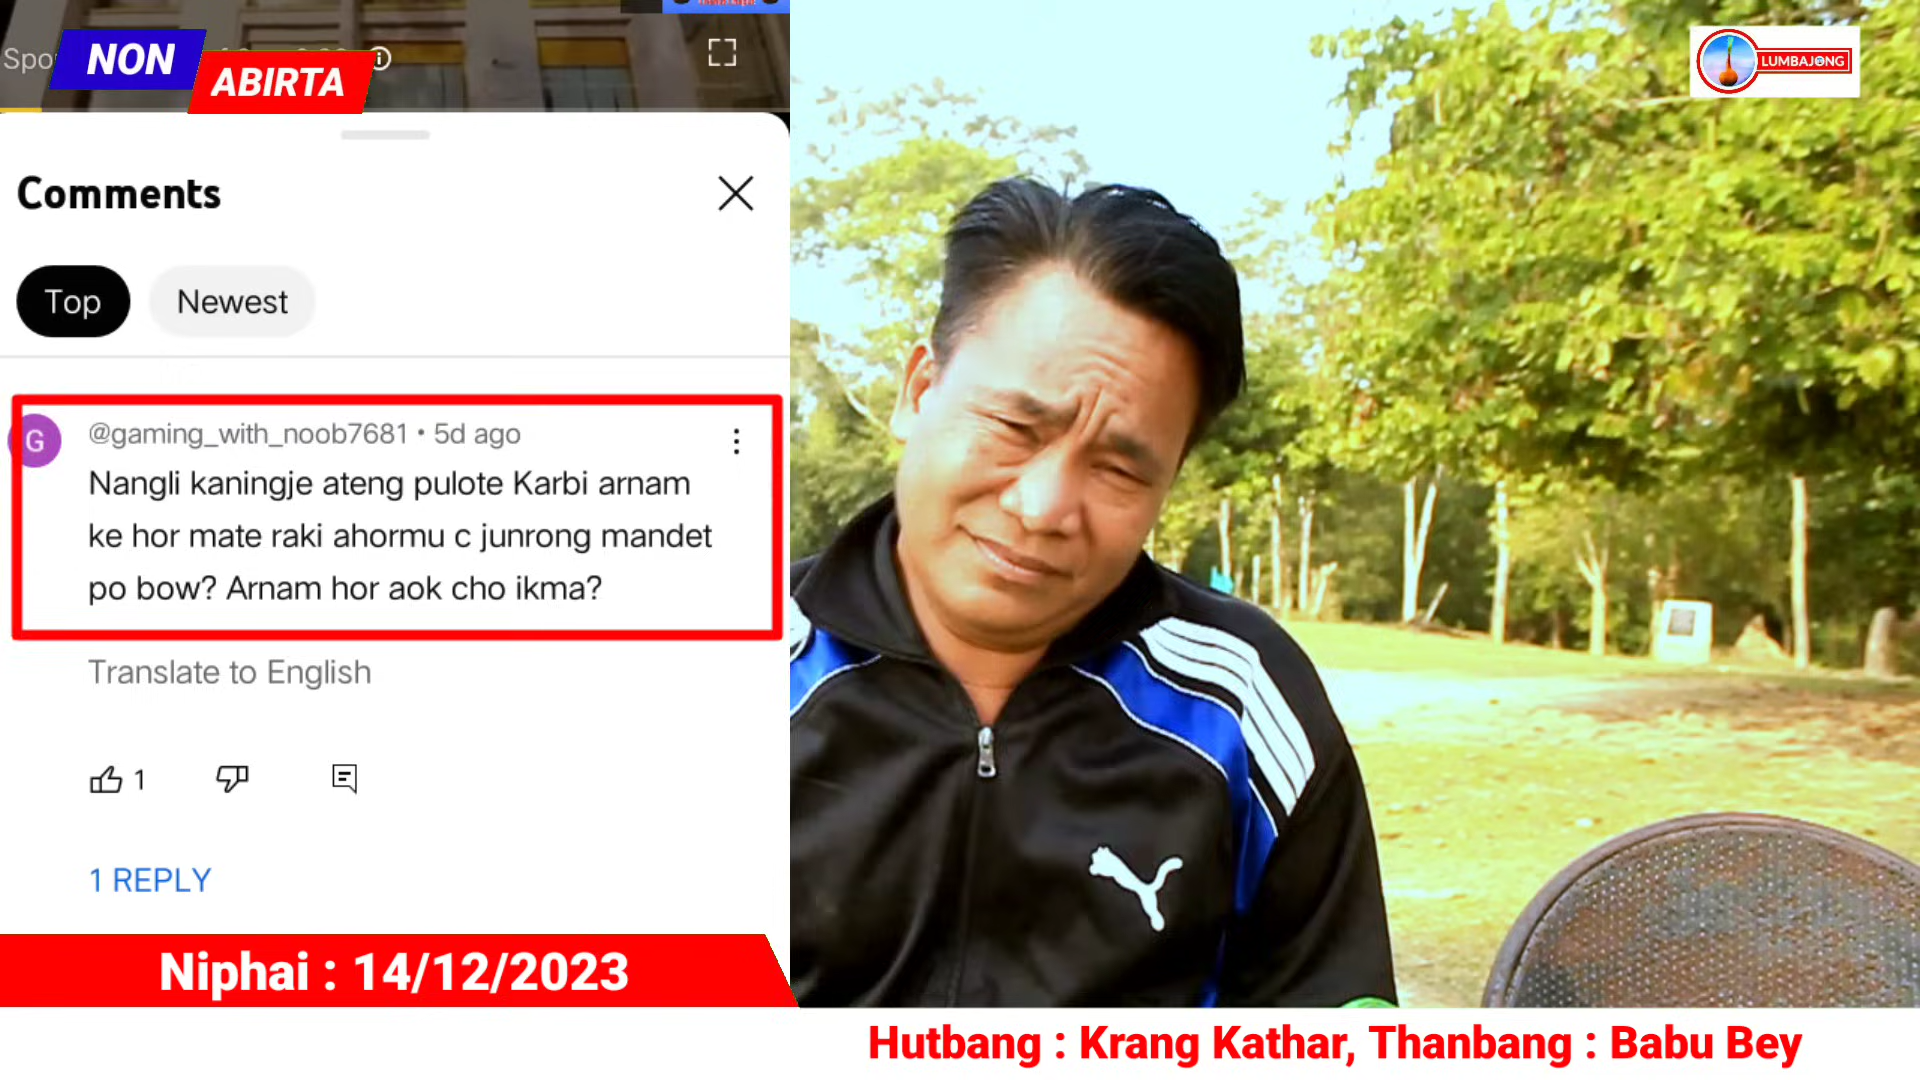 NON
ABIRTA
Spo
LUMBAJONG
Comments
Top
Newest
G
@gaming_with_noob7681 • 5d ago
Nangli kaningje ateng pulote Karbi arnam
ke hor mate raki ahormu c junrong mandet
po bow? Arnam hor aok cho ikma?
Translate to English
1
1 REPLY
Niphai : 14/12/2023
Hutbang : Krang Kathar, Thanbang : Babu Bey